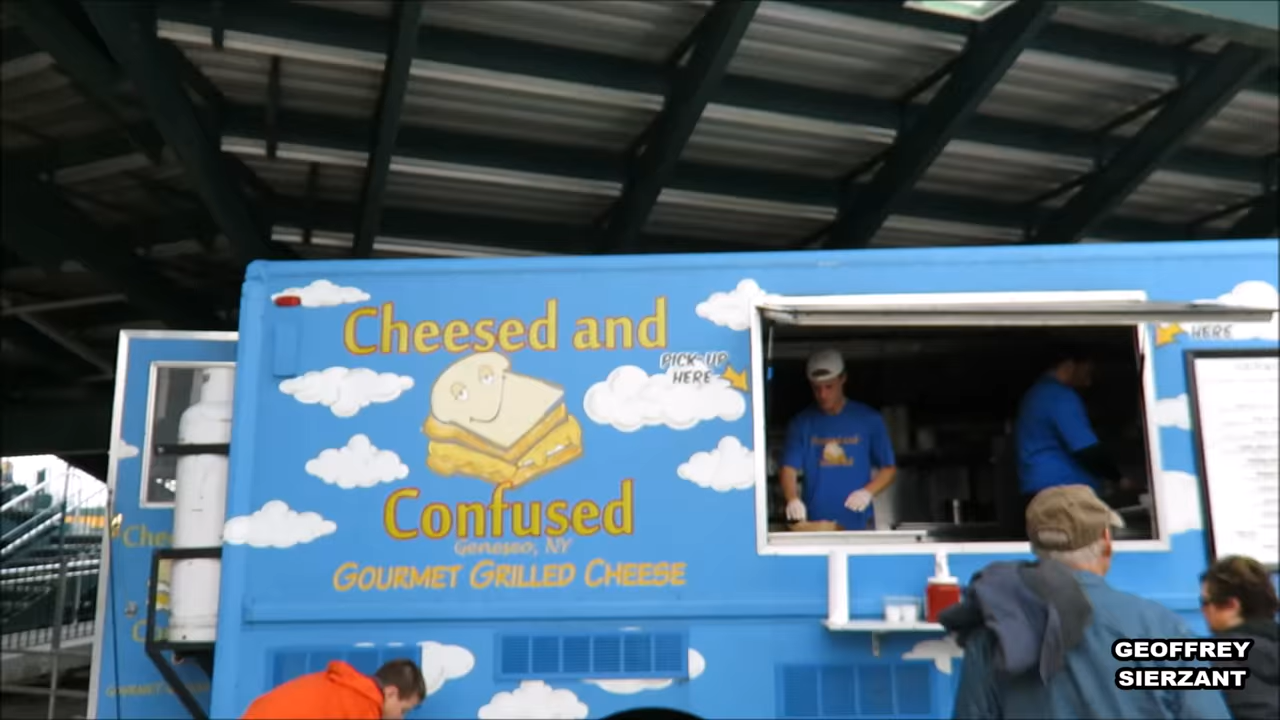 Cheesed and
PICK-UP
HERE
HERE
Confused
Geneseo, NY
GOURMET GRILLED CHEESE
GEOFFREY
SIERZANT